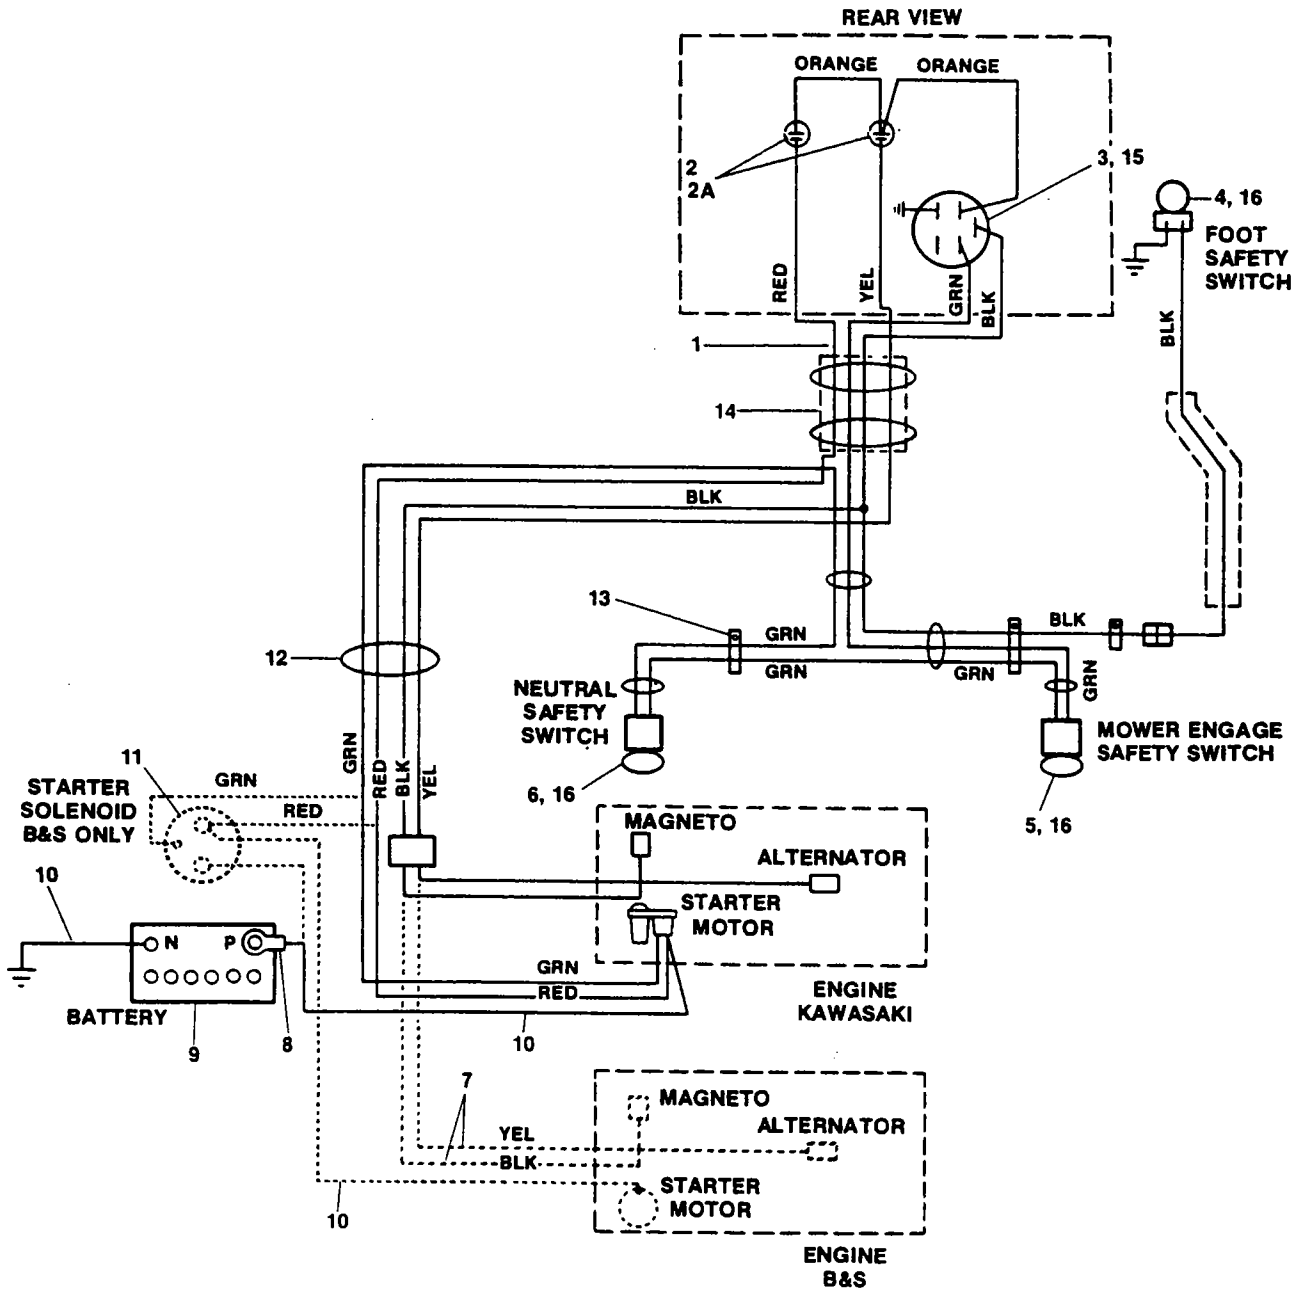 REAR VIEW
ORANGE
ORANGE
3, 15
2
2A
4, 16
FOOT
SAFETY
SWITCH
RED
YEL
GRN
BLK
BLK
1
14
BLK
13
GRN
BLK
12
GRN
GRN
GRN
NEUTRAL
SAFETY
SWITCH
MOWER ENGAGE
SAFETY SWITCH
GRN
RED
BLK
YEL
11
GRN
STARTER
SOLENOID
B&S ONLY
RED
6, 16
5, 16
MAGNETO
ALTERNATOR
10
STARTER
MOTOR
N
P
GRN
RED
ENGINE
KAWASAKI
BATTERY
9
8
10
7
MAGNETO
YEL
ALTERNATOR
BLK
STARTER
MOTOR
10
ENGINE
B&S